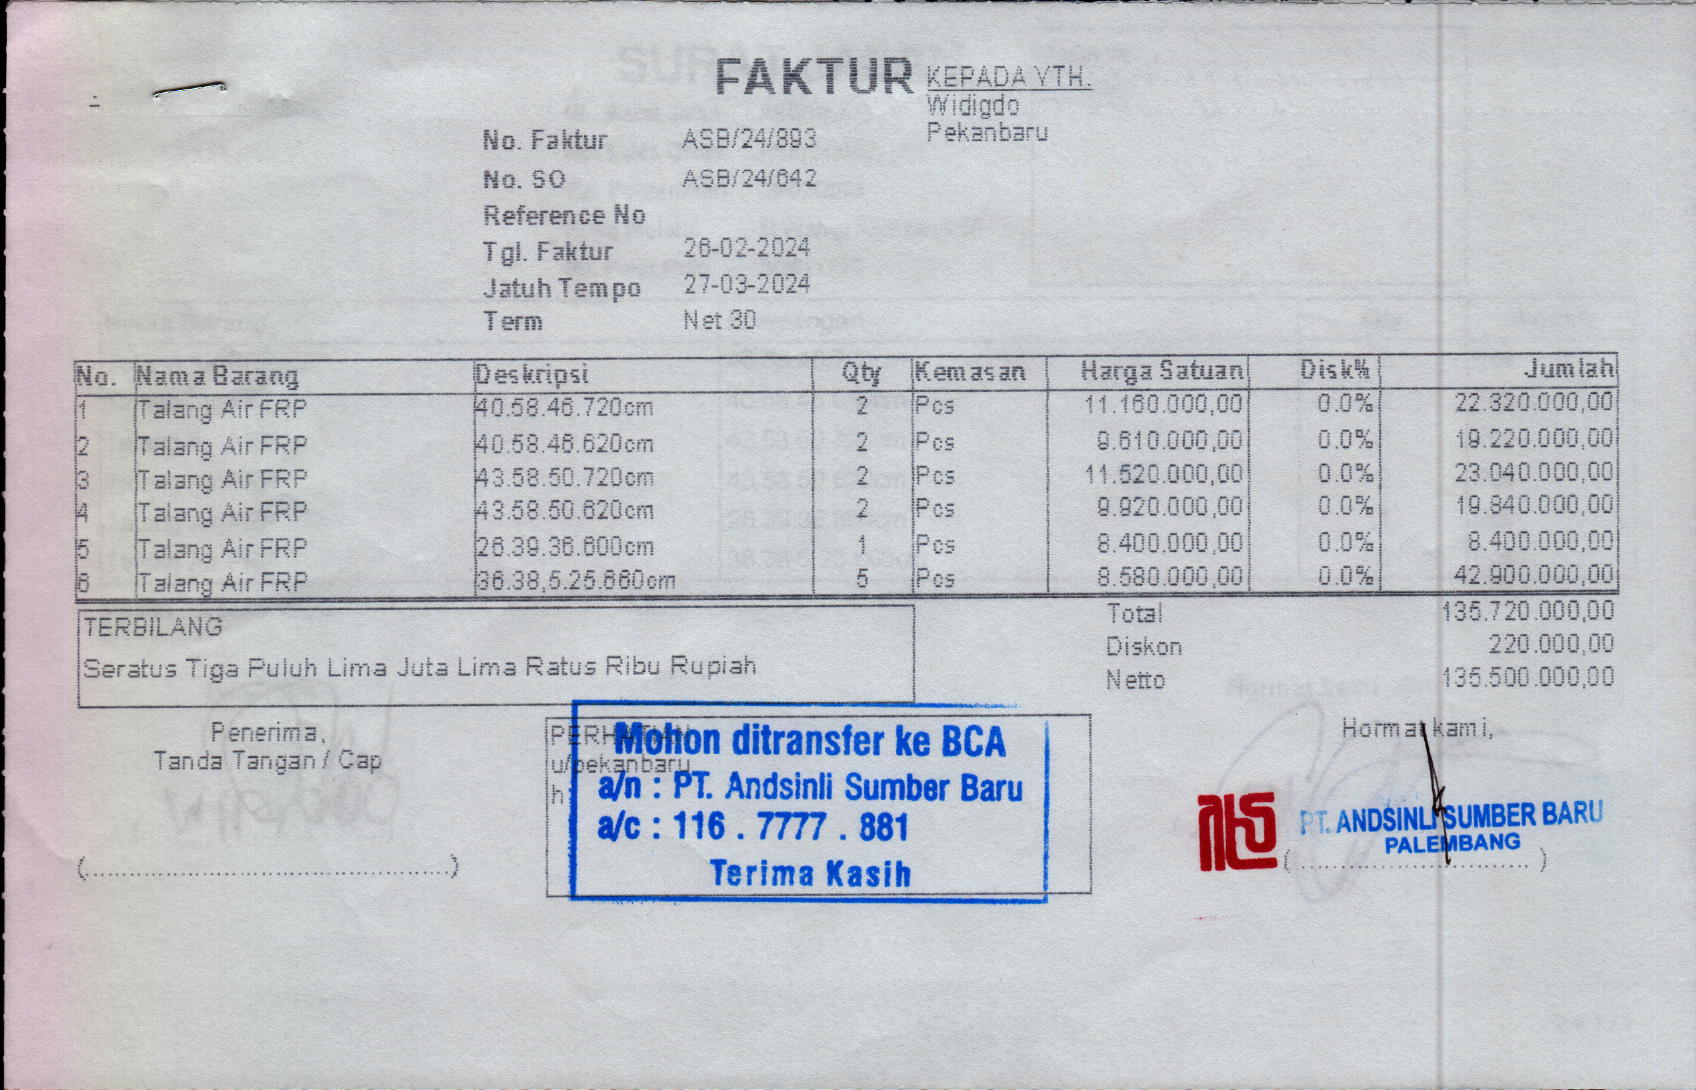 FAKTUR
KEPADA YTH.
Widigdo
Pekanbaru
No. Faktur ASB/24/893
No. SO ASB/24/642
Reference No
Tgl. Faktur 26-02-2024
Jatuh Tempo 27-03-2024
Term Net 30
No. Nama Barang Deskripsi Qty Kemasan Harga Satuan Disk% Jumlah
1 Talang Air FRP 40.58.46.720cm 2 Pcs 11.160.000,00 0.0% 22.320.000,00
2 Talang Air FRP 40.58.46.620cm 2 Pcs 9.610.000,00 0.0% 19.220.000,00
3 Talang Air FRP 43.58.50.720cm 2 Pcs 11.520.000,00 0.0% 23.040.000,00
4 Talang Air FRP 43.58.50.620cm 2 Pcs 9.920.000,00 0.0% 19.840.000,00
5 Talang Air FRP 26.39.36.600cm 1 Pcs 8.400.000,00 0.0% 8.400.000,00
6 Talang Air FRP 36.38,5.25.660cm 5 Pcs 8.580.000,00 0.0% 42.900.000,00
Total 135.720.000,00
Diskon 220.000,00
Netto 135.500.000,00
TERBILANG
Seratus Tiga Puluh Lima Juta Lima Ratus Ribu Rupiah
Penerima,
Tanda Tangan / Cap
(..................................................)
PERHATIAN
u/pekanbaru
Mohon ditransfer ke BCA
a/n : PT. Andsinli Sumber Baru
a/c : 116 . 7777 . 881
Terima Kasih
Hormat kami,
PT. ANDSINLI SUMBER BARU
PALEMBANG
(.................................. )